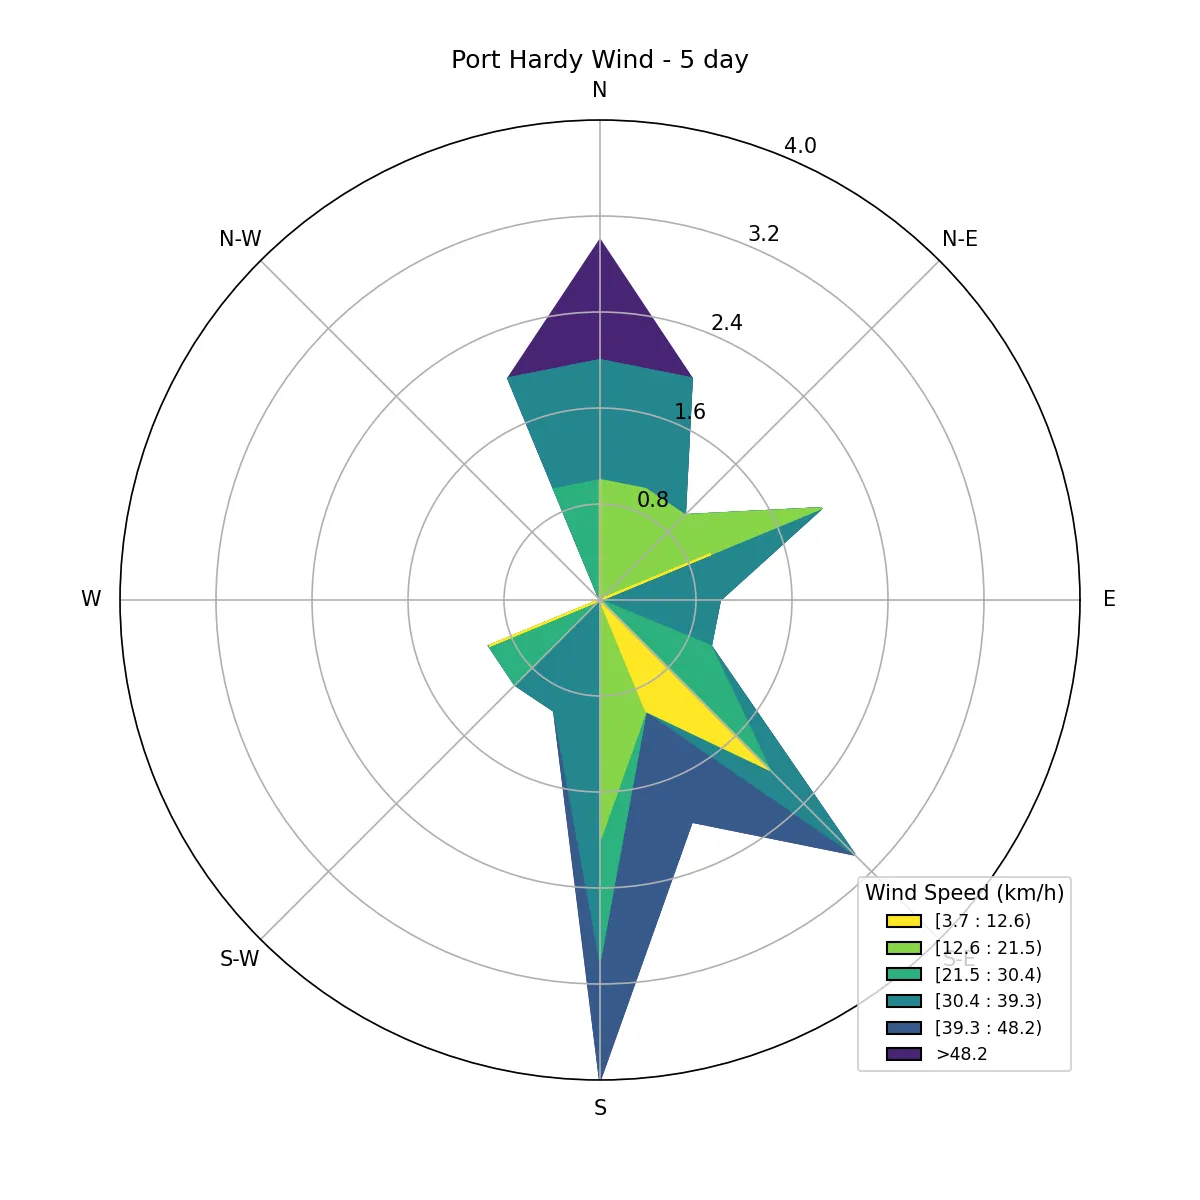 Port Hardy Wind - 5 day
N
4.0
N-W
3.2
N-E
2.4
1.6
0.8
W
E
Wind Speed (km/h)
[3.7 : 12.6)
[12.6 : 21.5)
S-W
S-E
[21.5 : 30.4)
[30.4 : 39.3)
[39.3 : 48.2)
>48.2
S